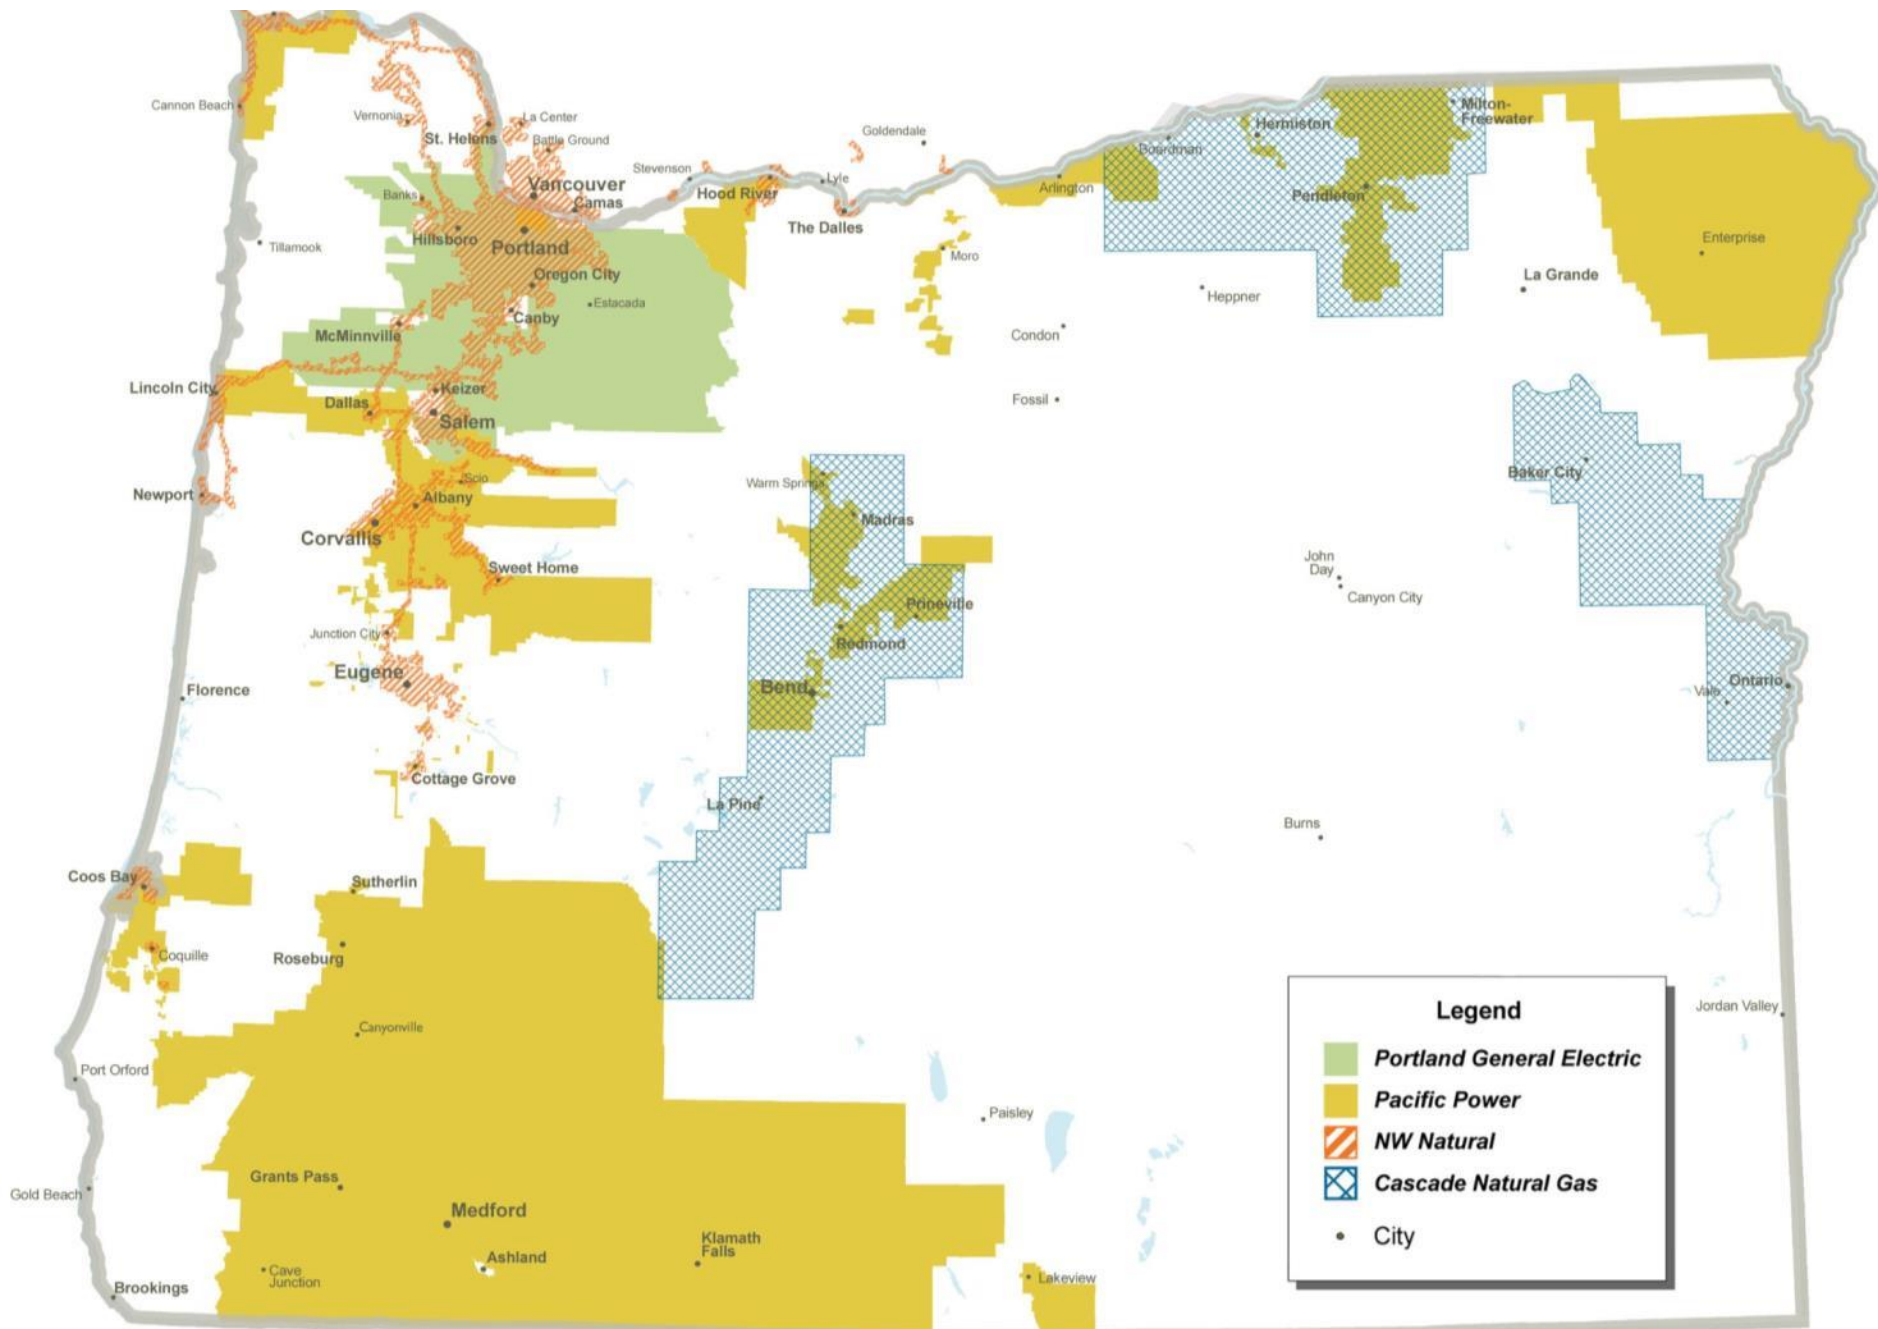 Cannon Beach
Vernonia
La Center
St. Helens
Battle Ground
Goldendale
Boardman
Hermiston
Milton-
Freewater
Stevenson
Lyle
Vancouver
Camas
Hood River
Arlington
Pendleton
Banks
Hillsboro
Portland
The Dalles
Tillamook
Moro
Enterprise
Oregon City
Estacada
La Grande
Heppner
Canby
McMinnville
Condon
Lincoln City
Keizer
Dallas
Salem
Fossil
Baker City
Scio
Warm Springs
Newport
Albany
Madras
Corvallis
John
Day
Canyon City
Sweet Home
Prineville
Junction City
Redmond
Eugene
Bend
Florence
Vale
Ontario
Cottage Grove
La Pine
Burns
Coos Bay
Sutherlin
Coquille
Roseburg
Canyonville
Jordan Valley
Port Orford
Paisley
Gold Beach
Grants Pass
Medford
Klamath
Falls
Ashland
Cave
Junction
Lakeview
Brookings
Legend
Portland General Electric
Pacific Power
NW Natural
Cascade Natural Gas
City